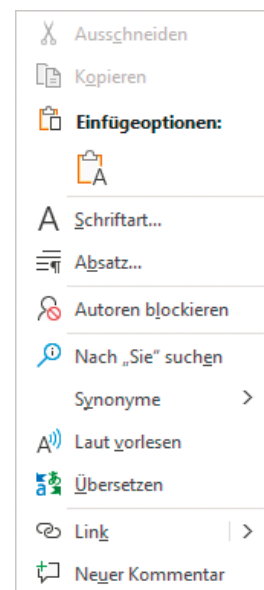 Ausschneiden
Kopieren
Einfügeoptionen:
A
A Schriftart...
Absatz...
Autoren blockieren
Nach „Sie“ suchen
Synonyme
A Laut vorlesen
a Übersetzen
Link
Neuer Kommentar